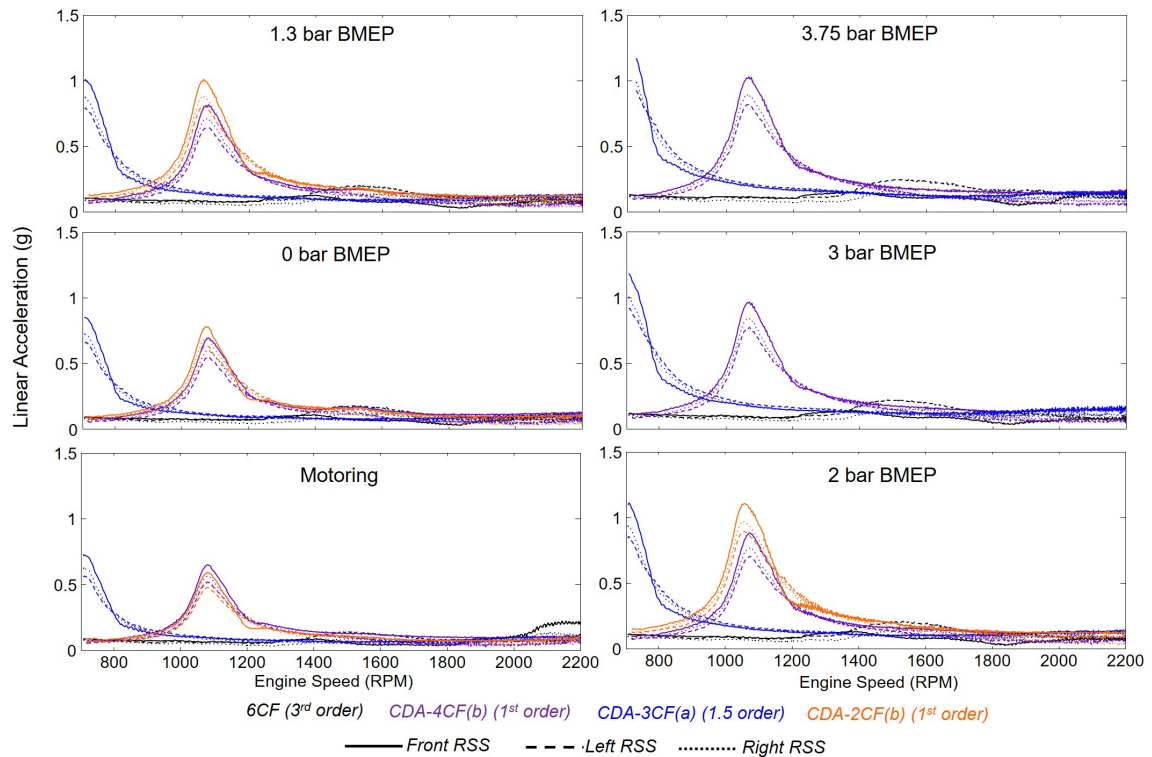 1.5
1.3 bar BMEP
1
0.5
0
1.5
3.75 bar BMEP
1
0.5
0
Linear Acceleration (g)
1.5
0 bar BMEP
1
0.5
0
1.5
3 bar BMEP
1
0.5
0
1.5
Motoring
1
0.5
0
800 1000 1200 1400 1600 1800 2000 2200
Engine Speed (RPM)
1.5
2 bar BMEP
1
0.5
0
800 1000 1200 1400 1600 1800 2000 2200
Engine Speed (RPM)
6CF (3rd order) CDA-4CF(b) (1st order) CDA-3CF(a) (1.5 order) CDA-2CF(b) (1st order)
Front RSS Left RSS Right RSS